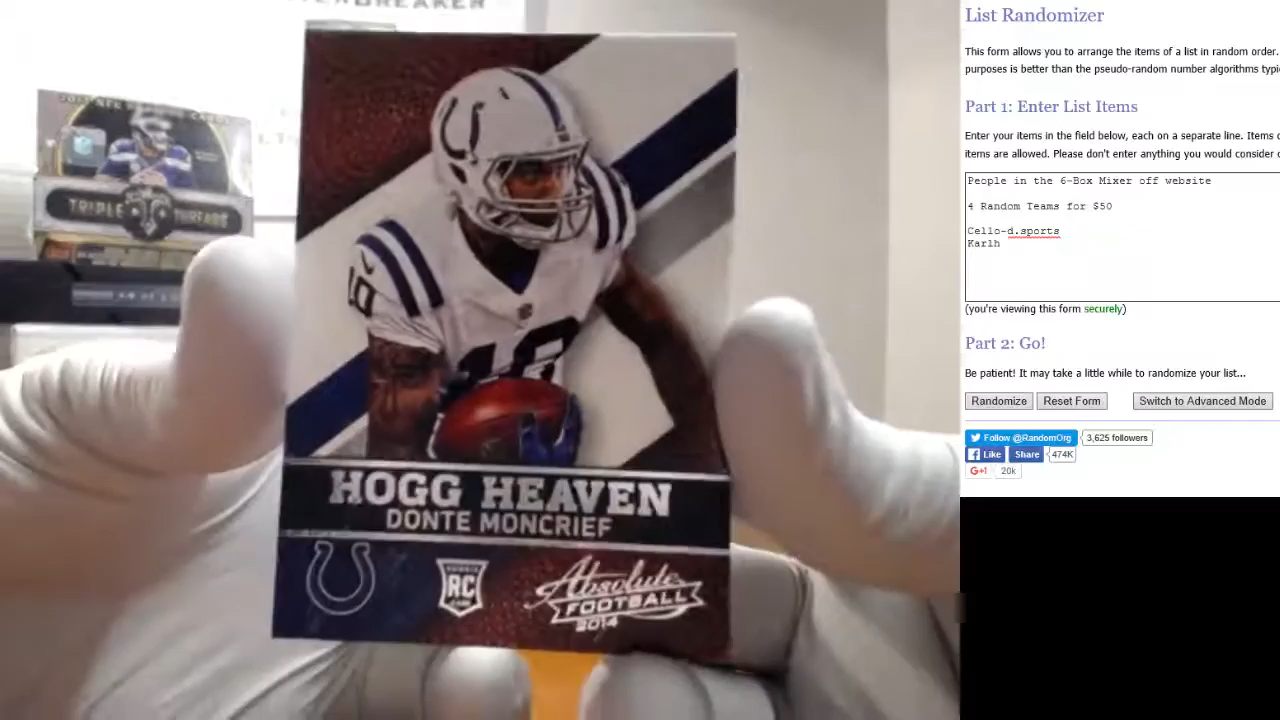 BREAKER
TRIPLE THREADS
10
10
HOGG HEAVEN
DONTE MONCRIEF
RC
Absolute
FOOTBALL
2014
List Randomizer
This form allows you to arrange the items of a list in random order.
purposes is better than the pseudo-random number algorithms typi
Part 1: Enter List Items
Enter your items in the field below, each on a separate line. Items
items are allowed. Please don't enter anything you would consider
People in the 6-Box Mixer off website
4 Random Teams for $50
Cello-d.sports
Karlh
(you're viewing this form securely)
Part 2: Go!
Be patient! It may take a little while to randomize your list...
Randomize Reset Form Switch to Advanced Mode
Follow @RandomOrg 3,625 followers
Like Share 474K
G+1 20k